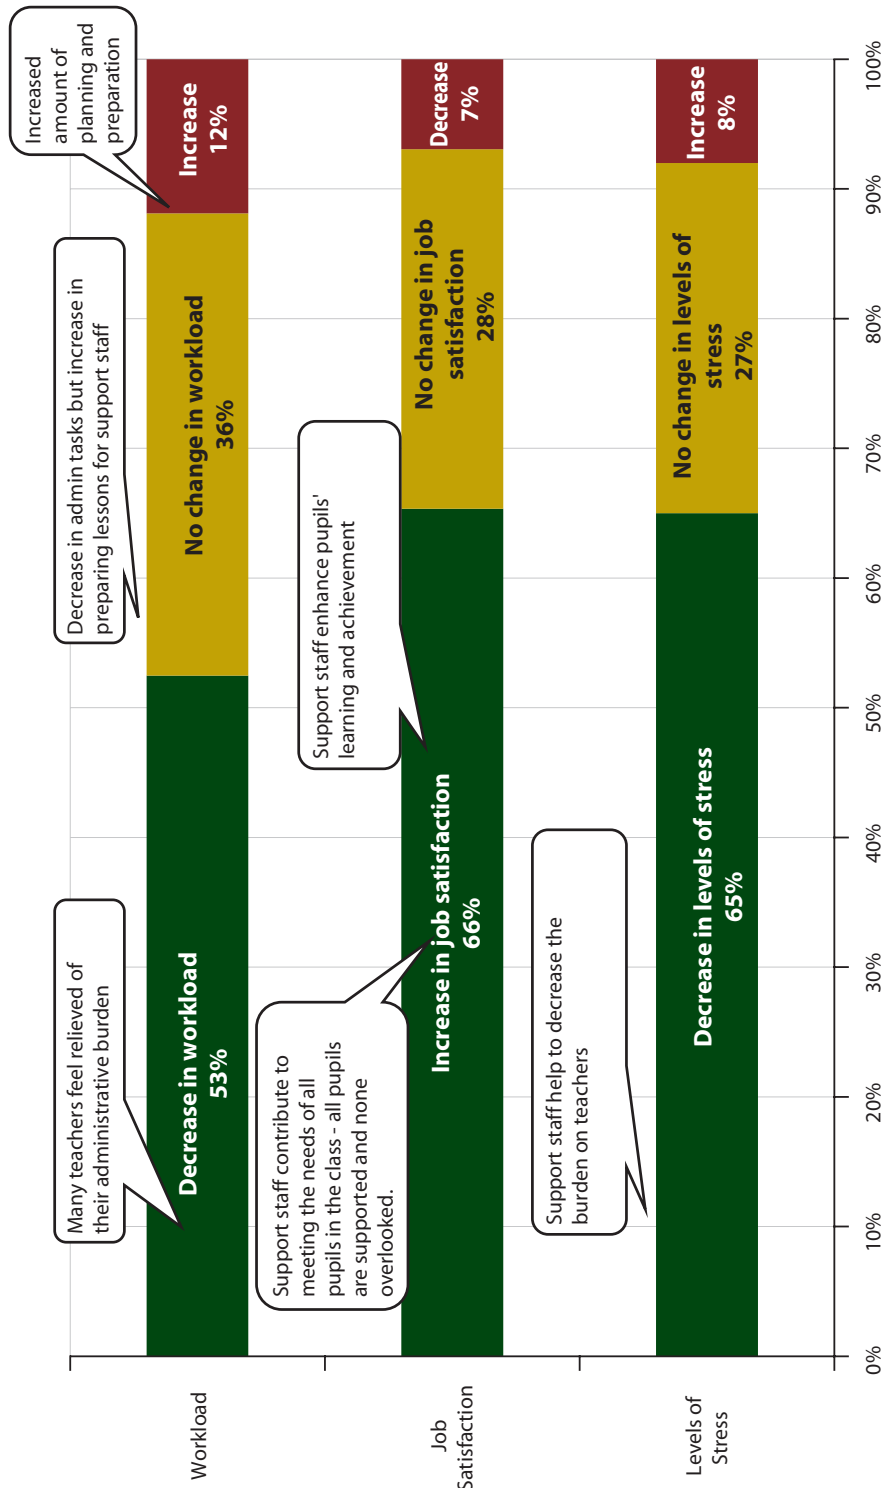 Many teachers feel relieved of
their administrative burden
Decrease in admin tasks but increase in
preparing lessons for support staff
Increased
amount of
planning and
preparation
Workload
Decrease in workload
53%
No change in workload
36%
Increase
12%
Support staff contribute to
meeting the needs of all
pupils in the class - all pupils
are supported and none
overlooked.
Support staff enhance pupils'
learning and achievement
Job
Satisfaction
Increase in job satisfaction
66%
No change in job
satisfaction
28%
Decrease
7%
Support staff help to decrease the
burden on teachers
Levels of
Stress
Decrease in levels of stress
65%
No change in levels of
stress
27%
Increase
8%
0%
10%
20%
30%
40%
50%
60%
70%
80%
90%
100%